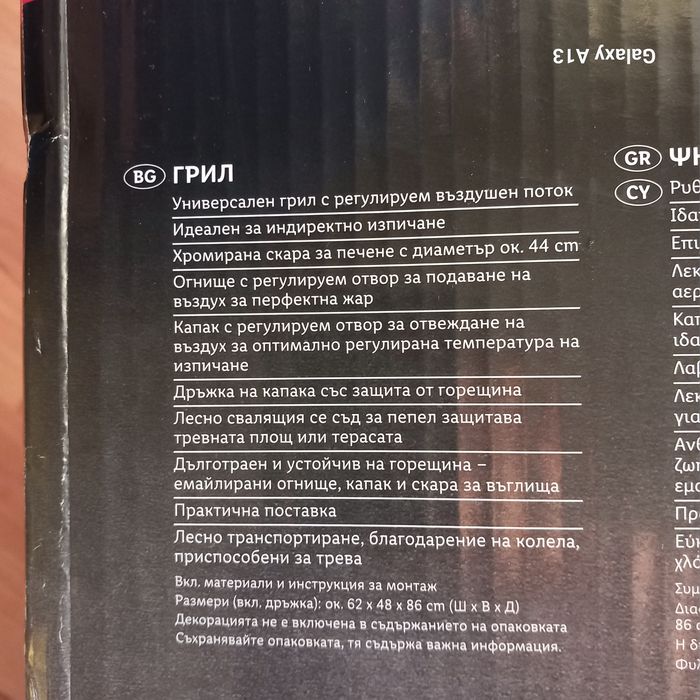 Galaxy A13
BG ГРИЛ
Универсален грил с регулируем въздушен поток
Идеален за индиректно изпичане
Хромирана скара за печене с диаметър ок. 44 cm
Огнище с регулируем отвор за подаване на
въздух за перфектна жар
Капак с регулируем отвор за отвеждане на
въздух за оптимално регулирана температура на
изпичане
Дръжка на капака със защита от горещина
Лесно свалящия се съд за пепел защитава
тревната площ или терасата
Дълготраен и устойчив на горещина –
емайлирани огнище, капак и скара за въглища
Практична поставка
Лесно транспортиране, благодарение на колела,
приспособени за трева
Вкл. материали и инструкция за монтаж
Размери (вкл. дръжка): ок. 62 x 48 x 86 cm (Ш x В x Д)
Декорацията не е включена в съдържанието на опаковката
Съхранявайте опаковката, тя съдържа важна информация.
GR
CY
86
Η